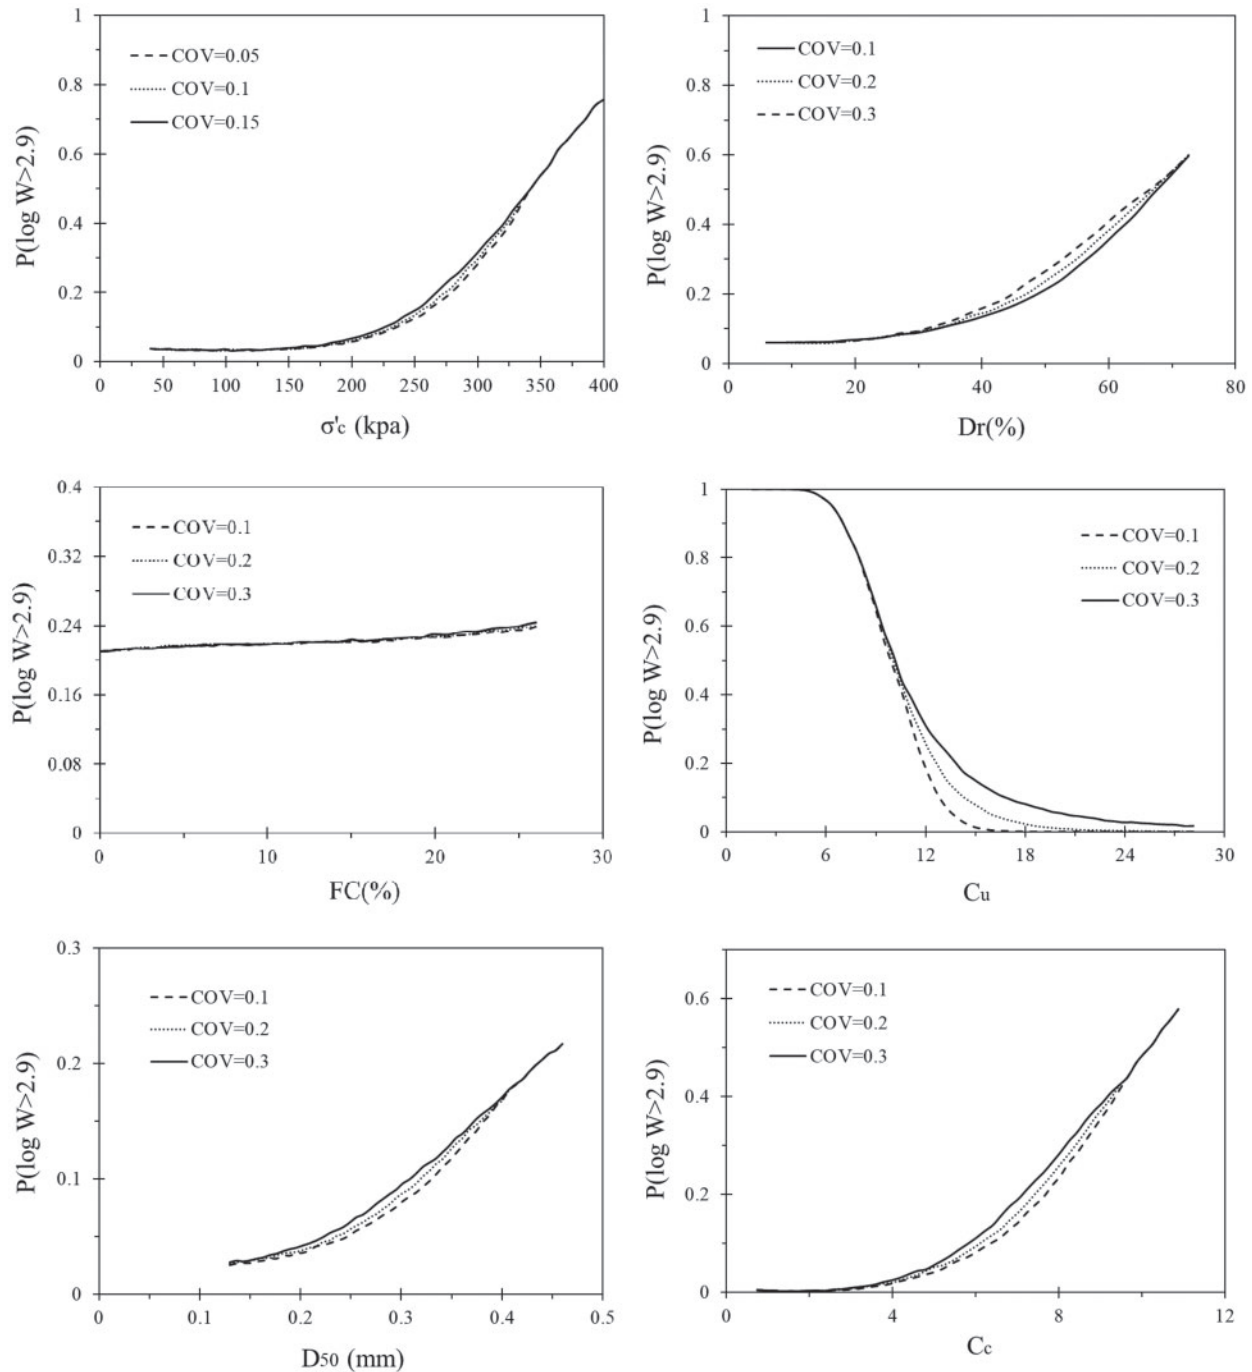 1
0.8
0.6
0.4
0.2
0
P(log W>2.9)
COV=0.05
COV=0.1
COV=0.15
0 50 100 150 200 250 300 350 400
σ'c (kpa)
1
0.8
0.6
0.4
0.2
0
P(log W>2.9)
COV=0.1
COV=0.2
COV=0.3
0 20 40 60 80
Dr(%)
0.4
0.32
0.24
0.16
0.08
0
P(log W>2.9)
COV=0.1
COV=0.2
COV=0.3
0 10 20 30
FC(%)
1
0.8
0.6
0.4
0.2
0
P(log W>2.9)
COV=0.1
COV=0.2
COV=0.3
0 6 12 18 24 30
Cu
0.3
0.2
0.1
0
P(log W>2.9)
COV=0.1
COV=0.2
COV=0.3
0 0.1 0.2 0.3 0.4 0.5
D50 (mm)
0.6
0.4
0.2
0
P(log W>2.9)
COV=0.1
COV=0.2
COV=0.3
0 4 8 12
Cc